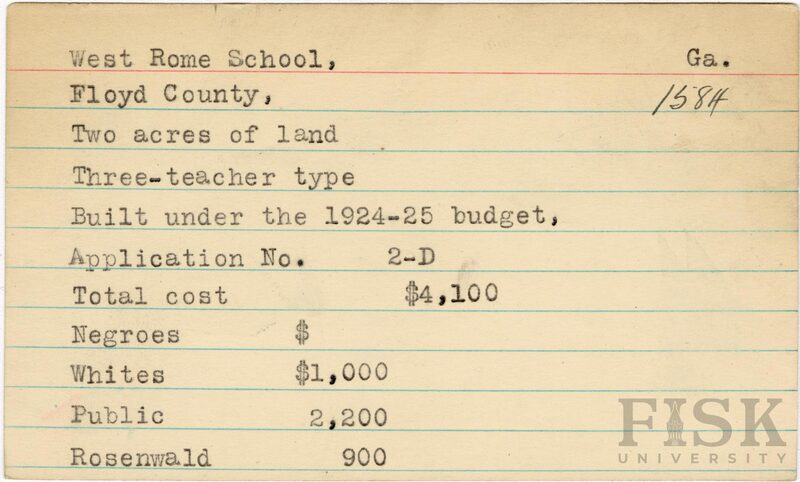 West Rome School, Ga.
Floyd County, 1584
Two acres of land
Three-teacher type
Built under the 1924-25 budget,
Application No. 2-D
Total cost $4,100
Negroes $
Whites $1,000
Public 2,200
Rosenwald 900
FISK
UNIVERSITY